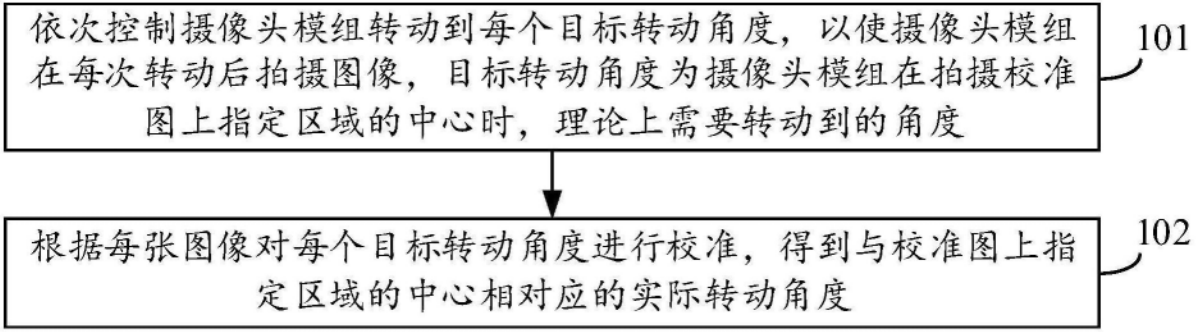 依次控制摄像头模组转动到每个目标转动角度，以使摄像头模组
在每次转动后拍摄图像，目标转动角度为摄像头模组在拍摄校准
图上指定区域的中心时，理论上需要转动到的角度
101
根据每张图像对每个目标转动角度进行校准，得到与校准图上指
定区域的中心相对应的实际转动角度
102